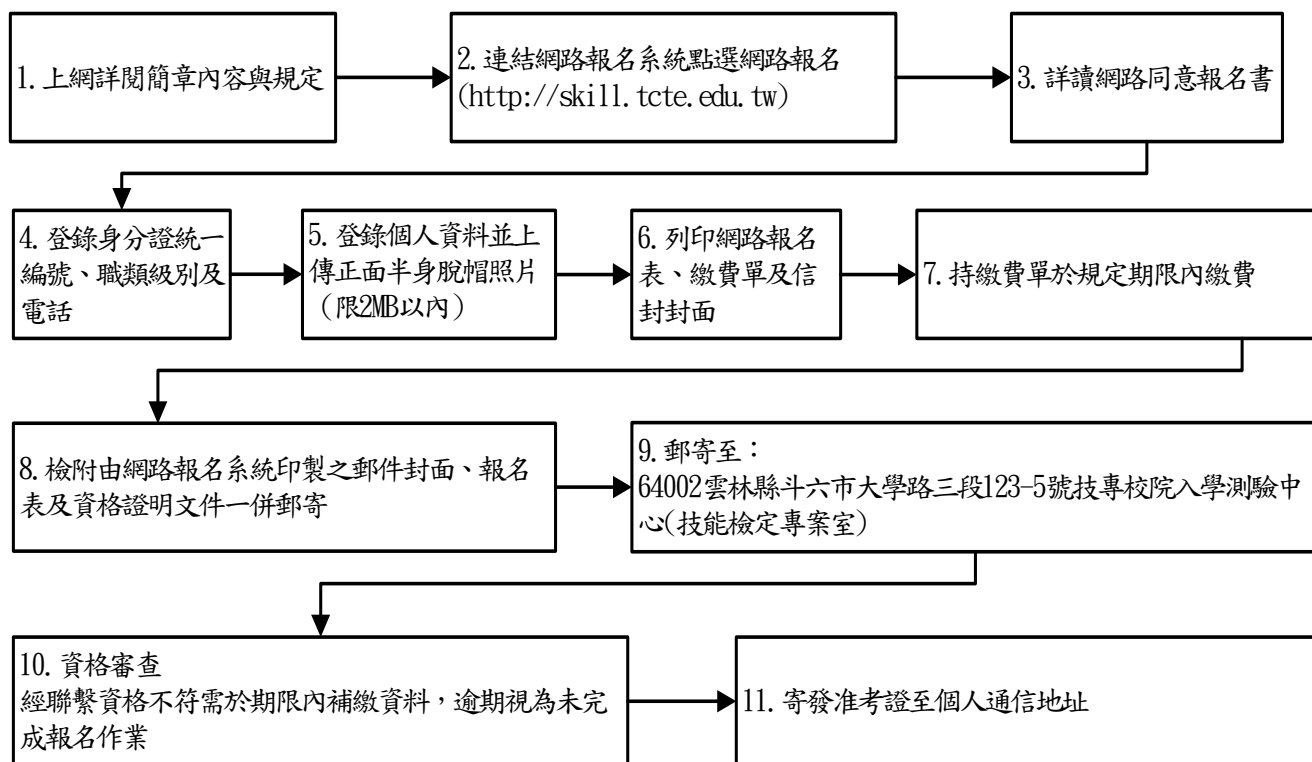 1. 上網詳閱簡章內容與規定
2. 連結網路報名系統點選網路報名
(http://skill.tcte.edu.tw)
3. 詳讀網路同意報名書
4. 登錄身分證統一
編號、職類級別及
電話
5. 登錄個人資料並上
傳正面半身脫帽照片
（限2MB以內）
6. 列印網路報名
表、繳費單及信
封封面
7. 持繳費單於規定期限內繳費
8. 檢附由網路報名系統印製之郵件封面、報名
表及資格證明文件一併郵寄
9. 郵寄至：
64002雲林縣斗六市大學路三段123-5號技專校院入學測驗中
心(技能檢定專案室)
10. 資格審查
經聯繫資格不符需於期限內補繳資料，逾期視為未完
成報名作業
11. 寄發准考證至個人通信地址